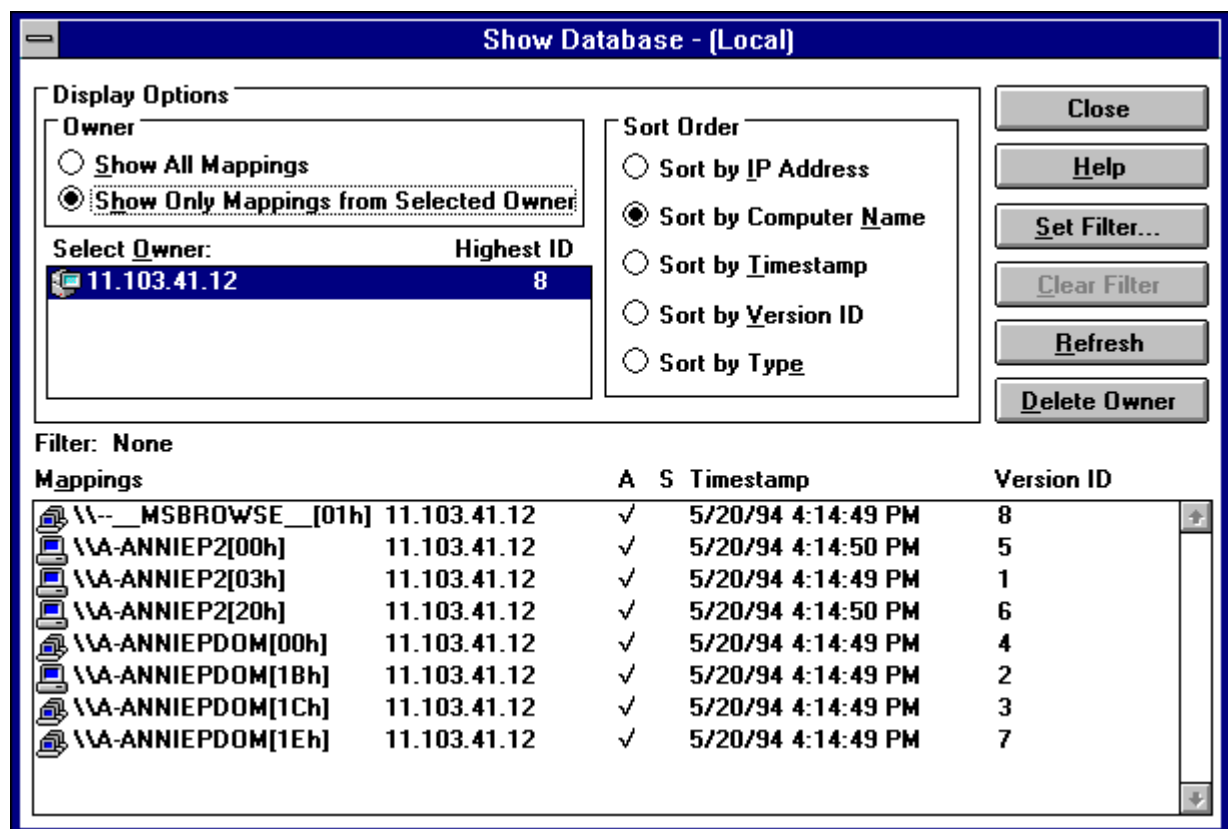 Show Database - (Local)
Display Options
Owner
Show All Mappings
Show Only Mappings from Selected Owner
Select Owner: Highest ID
11.103.41.12 8
Sort Order
Sort by IP Address
Sort by Computer Name
Sort by Timestamp
Sort by Version ID
Sort by Type
Close
Help
Set Filter...
Clear Filter
Refresh
Delete Owner
Filter: None
Mappings A S Timestamp Version ID
\\--__MSBROWSE__[01h] 11.103.41.12 ✓ 5/20/94 4:14:49 PM 8
\\A-ANNIEP2[00h] 11.103.41.12 ✓ 5/20/94 4:14:50 PM 5
\\A-ANNIEP2[03h] 11.103.41.12 ✓ 5/20/94 4:14:49 PM 1
\\A-ANNIEP2[20h] 11.103.41.12 ✓ 5/20/94 4:14:50 PM 6
\\A-ANNIEPDOM[00h] 11.103.41.12 ✓ 5/20/94 4:14:49 PM 4
\\A-ANNIEPDOM[1Bh] 11.103.41.12 ✓ 5/20/94 4:14:49 PM 2
\\A-ANNIEPDOM[1Ch] 11.103.41.12 ✓ 5/20/94 4:14:49 PM 3
\\A-ANNIEPDOM[1Eh] 11.103.41.12 ✓ 5/20/94 4:14:49 PM 7